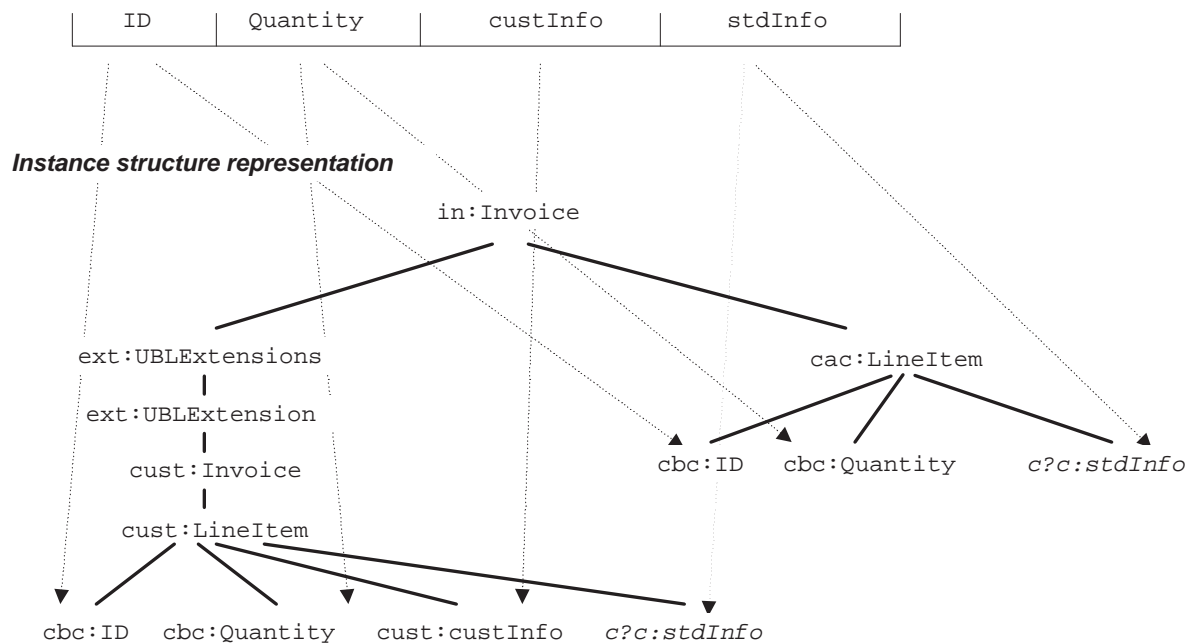 ID Quantity custInfo stdInfo
Instance structure representation
in:Invoice
ext:UBLExtensions cac:LineItem
ext:UBLExtension
cbc:ID cbc:Quantity c?c:stdInfo
cust:Invoice
cust:LineItem
cbc:ID cbc:Quantity cust:custInfo c?c:stdInfo